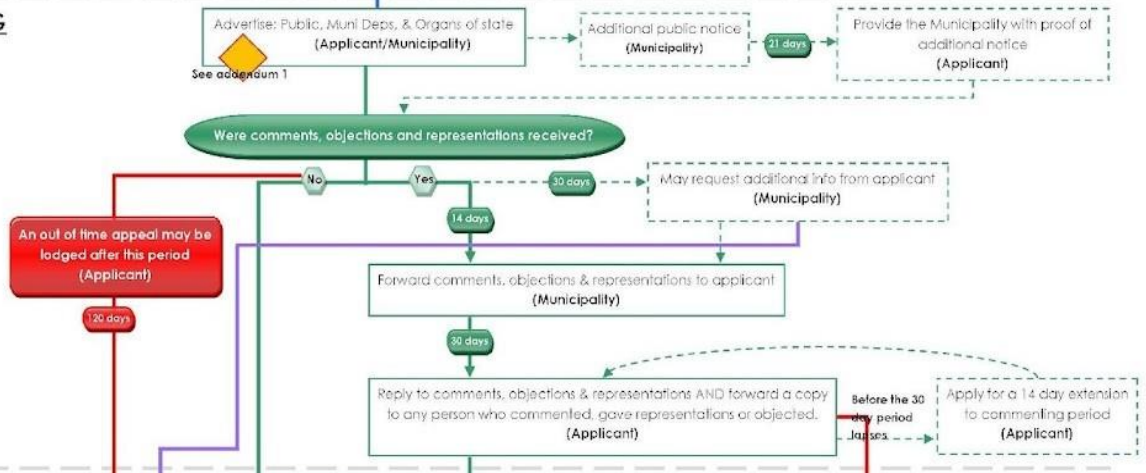 G
Advertise: Public, Muni Deps, & Organs of state
(Applicant/Municipality)
See addendum 1
Additional public notice
(Municipality)
21 days
Provide the Municipality with proof of
additional notice
(Applicant)
Were comments, objections and representations received?
No
Yes
30 days
May request additional info from applicant
(Municipality)
14 days
An out of time appeal may be
lodged after this period
(Applicant)
120 days
Forward comments, objections & representations to applicant
(Municipality)
30 days
Reply to comments, objections & representations AND forward a copy
to any person who commented, gave representations or objected.
(Applicant)
Before the 30
day period
lapses
Apply for a 14 day extension
to commenting period
(Applicant)